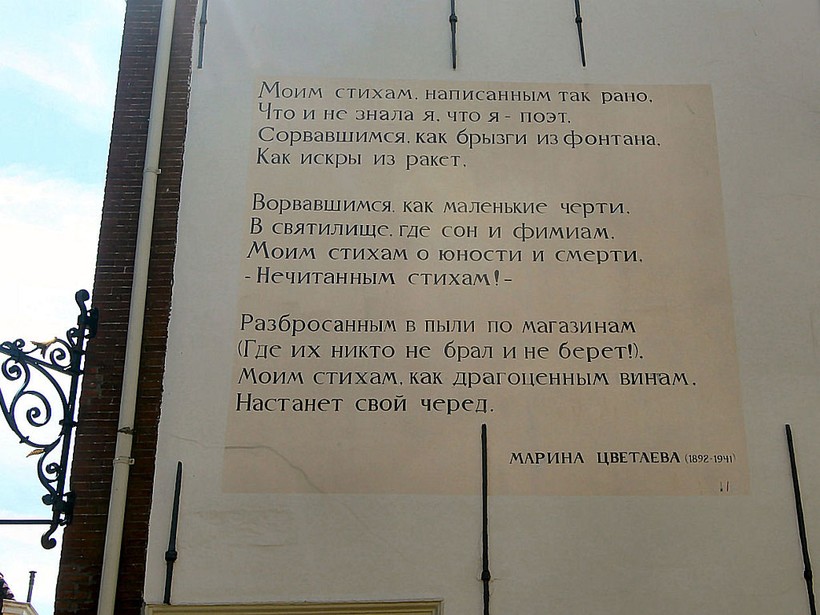 Моим стихам, написанным так рано,
Что и не знала я, что я - поэт,
Сорвавшимся, как брызги из фонтана,
Как искры из ракет,
Ворвавшимся, как маленькие черти,
В святилище, где сон и фимиам,
Моим стихам о юности и смерти,
- Нечитанным стихам! -
Разбросанным в пыли по магазинам
(Где их никто не брал и не берет!),
Моим стихам, как драгоценным винам,
Настанет свой черед.
МАРИНА ЦВЕТАЕВА (1892-1941)